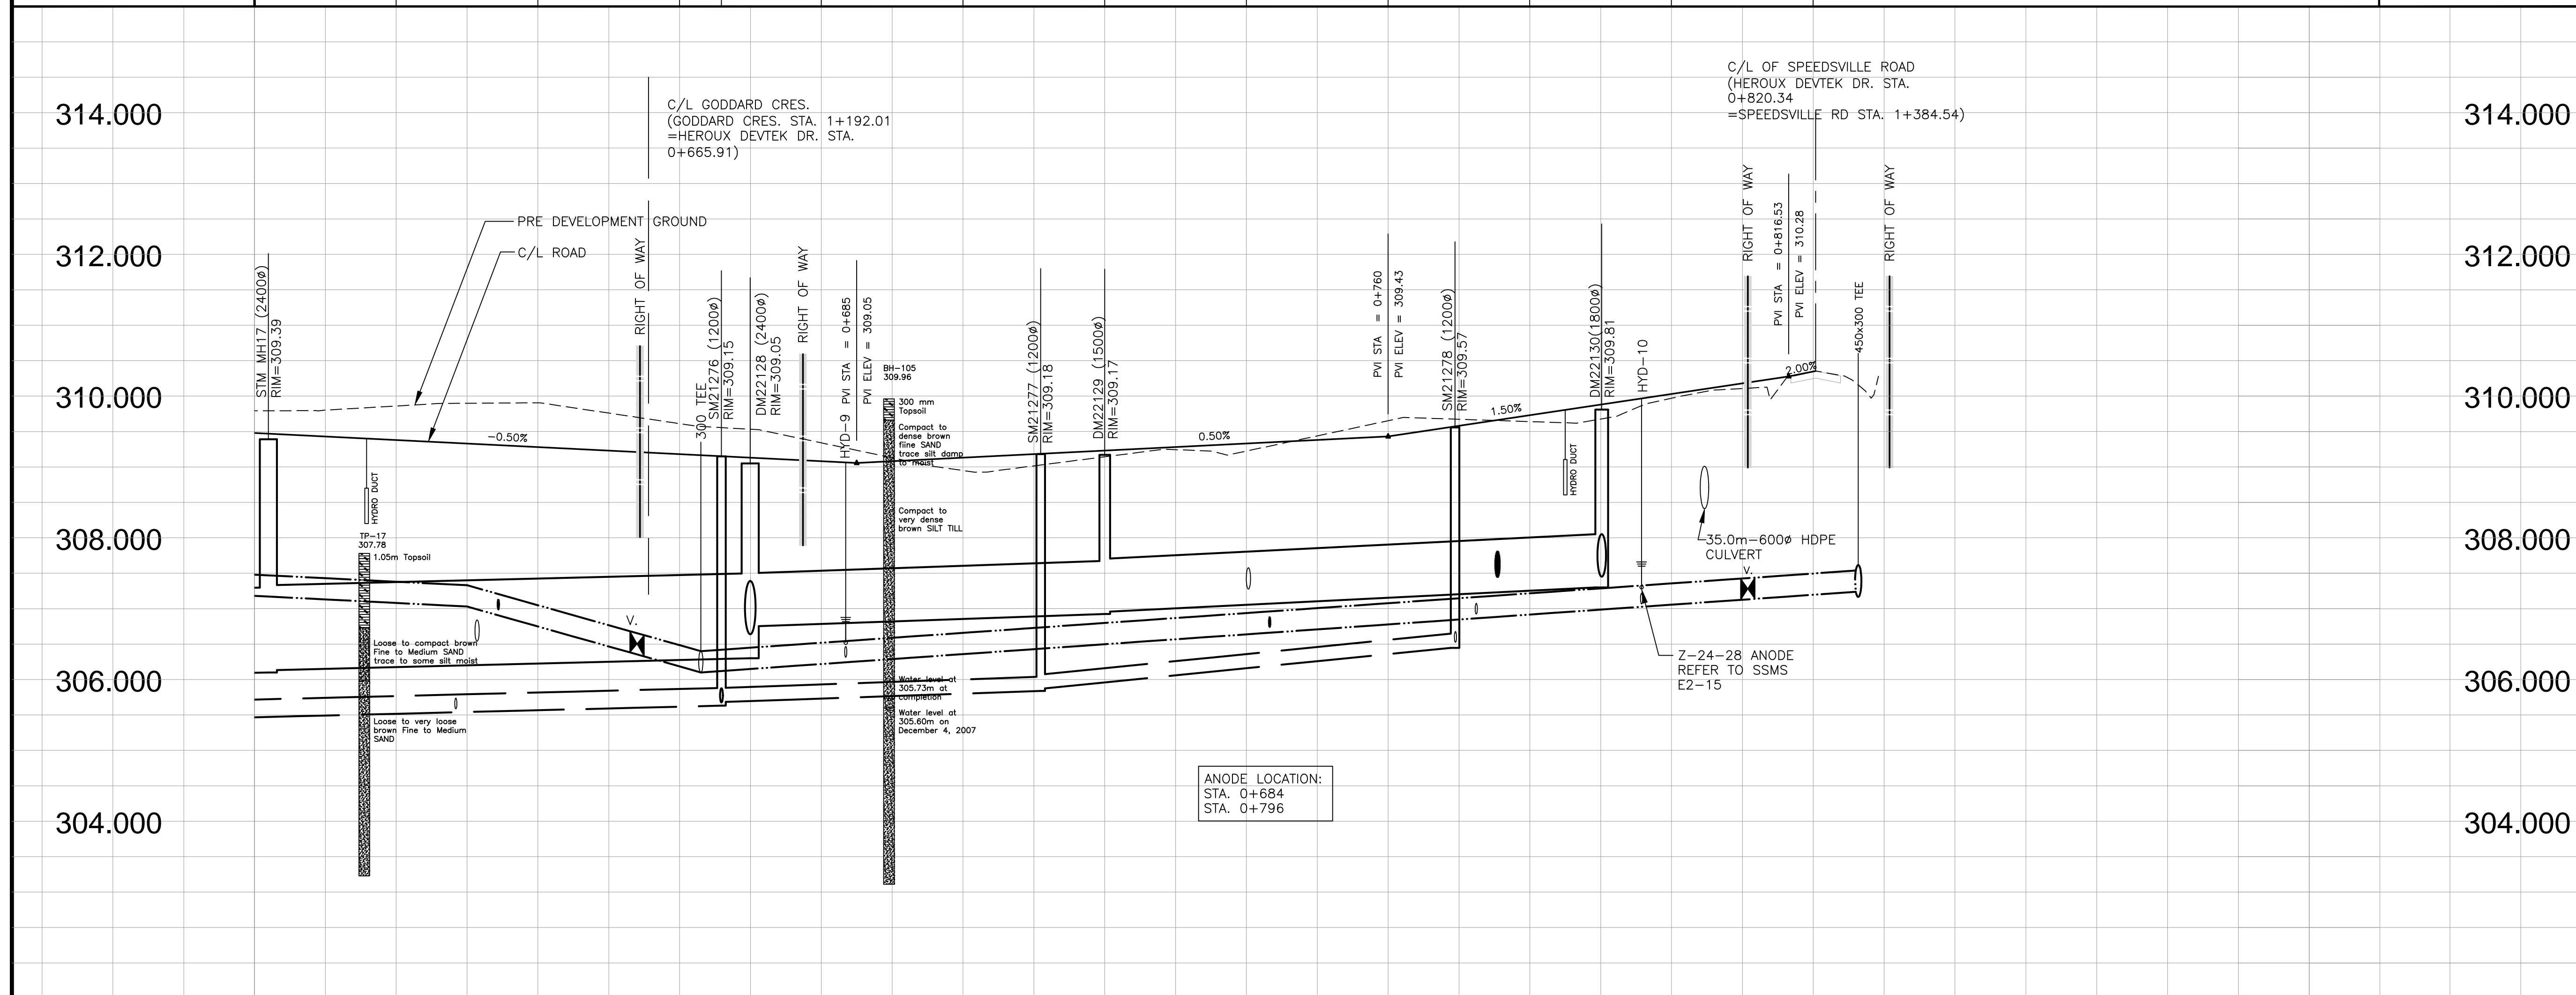 314.000
312.000
310.000
308.000
306.000
304.000
C/L GODDARD CRES.
(GODDARD CRES. STA. 1+192.01
=HEROUX DEVTEK DR. STA.
0+665.91)
C/L OF SPEEDSVILLE ROAD
(HEROUX DEVTEK DR. STA.
0+820.34
=SPEEDSVILLE RD STA. 1+384.54)
PRE DEVELOPMENT GROUND
C/L ROAD
STM MH17 (2400ø)
RIM=309.39
-0.50%
HYDRO DUCT
TP-17
307.78
1.05m Topsoil
Loose to compact brown
Fine to Medium SAND
trace to some silt moist
Loose to very loose
brown Fine to Medium
SAND
RIGHT OF WAY
V.
300 TEE
SM21276 (1200ø)
RIM=309.15
DM22128 (2400ø)
RIM=309.05
RIGHT OF WAY
HYD-9
PVI STA = 0+685
PVI ELEV = 309.05
BH-105
309.96
300 mm
Topsoil
Compact to
dense brown
fiine SAND
trace silt damp
to moist
Compact to
very dense
brown SILT TILL
Water level at
305.73m at
completion
Water level at
305.60m on
December 4, 2007
SM21277 (1200ø)
RIM=309.18
DM22129 (1500ø)
RIM=309.17
0.50%
PVI STA = 0+760
PVI ELEV = 309.43
SM21278 (1200ø)
RIM=309.57
1.50%
HYDRO DUCT
DM22130(1800ø)
RIM=309.81
HYD-10
RIGHT OF WAY
PVI STA = 0+816.53
PVI ELEV = 310.28
2.00%
450x300 TEE
RIGHT OF WAY
35.0m-600ø HDPE
CULVERT
V.
Z-24-28 ANODE
REFER TO SSMS
E2-15
ANODE LOCATION:
STA. 0+684
STA. 0+796
314.000
312.000
310.000
308.000
306.000
304.000